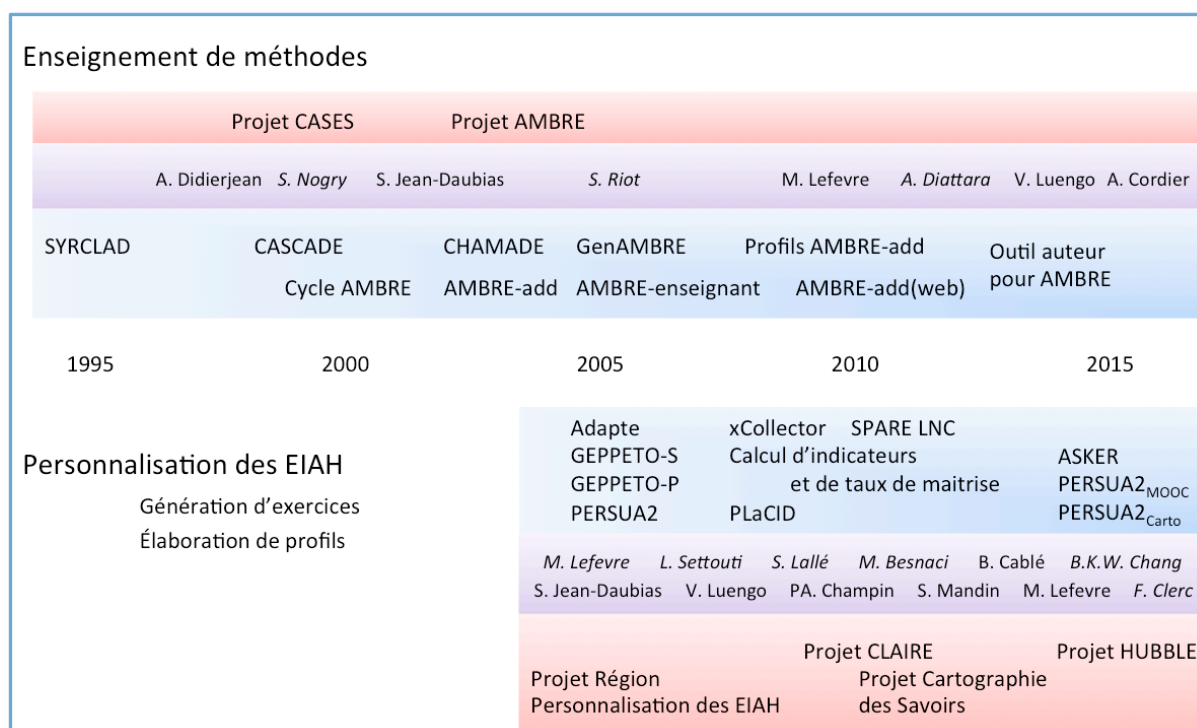 Enseignement de méthodes
Projet CASES Projet AMBRE
A. Didierjean S. Nogry S. Jean-Daubias S. Riot M. Lefevre A. Diattara V. Luengo A. Cordier
SYRCLAD CASCADE CHAMADE GenAMBRE Profils AMBRE-add Outil auteur
Cycle AMBRE AMBRE-add AMBRE-enseignant AMBRE-add(web) pour AMBRE
1995 2000 2005 2010 2015
Personnalisation des EIAH
Génération d'exercices
Élaboration de profils
Adapte xCollector SPARE LNC
GEPPETO-S Calcul d'indicateurs ASKER
GEPPETO-P et de taux de maitrise PERSUA2MOOC
PERSUA2 PLaCID PERSUA2Carto
M. Lefevre L. Settouti S. Lallé M. Besnaci B. Cablé B.K.W. Chang
S. Jean-Daubias V. Luengo PA. Champin S. Mandin M. Lefevre F. Clerc
Projet CLAIRE Projet HUBBLE
Projet Région Projet Cartographie
Personnalisation des EIAH des Savoirs